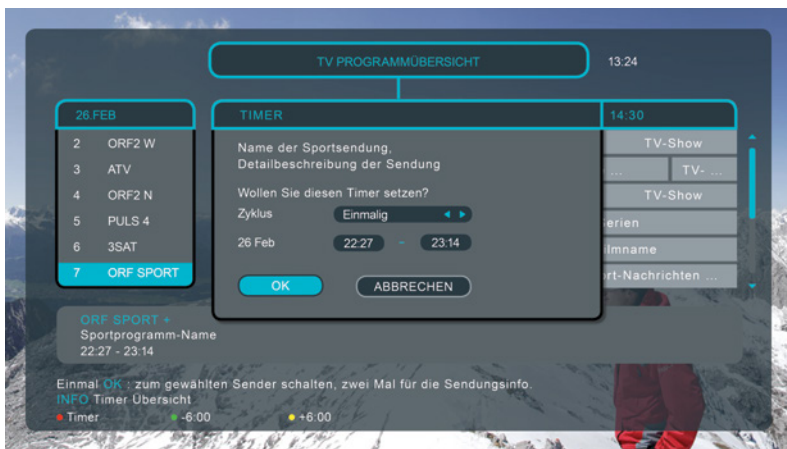 TV PROGRAMMÜBERSICHT
13:24
26.FEB
TIMER
14:30
2 ORF2 W
3 ATV
4 ORF2 N
5 PULS 4
6 3SAT
7 ORF SPORT
Name der Sportsendung,
Detailbeschreibung der Sendung
Wollen Sie diesen Timer setzen?
Zyklus Einmalig
26 Feb 22:27 - 23:14
OK ABBRECHEN
TV-Show
... TV- ...
TV-Show
erien
lmname
rt-Nachrichten ...
ORF SPORT +
Sportprogramm-Name
22:27 - 23:14
Einmal OK : zum gewählten Sender schalten, zwei Mal für die Sendungsinfo.
INFO Timer Übersicht
Timer -6:00 +6:00